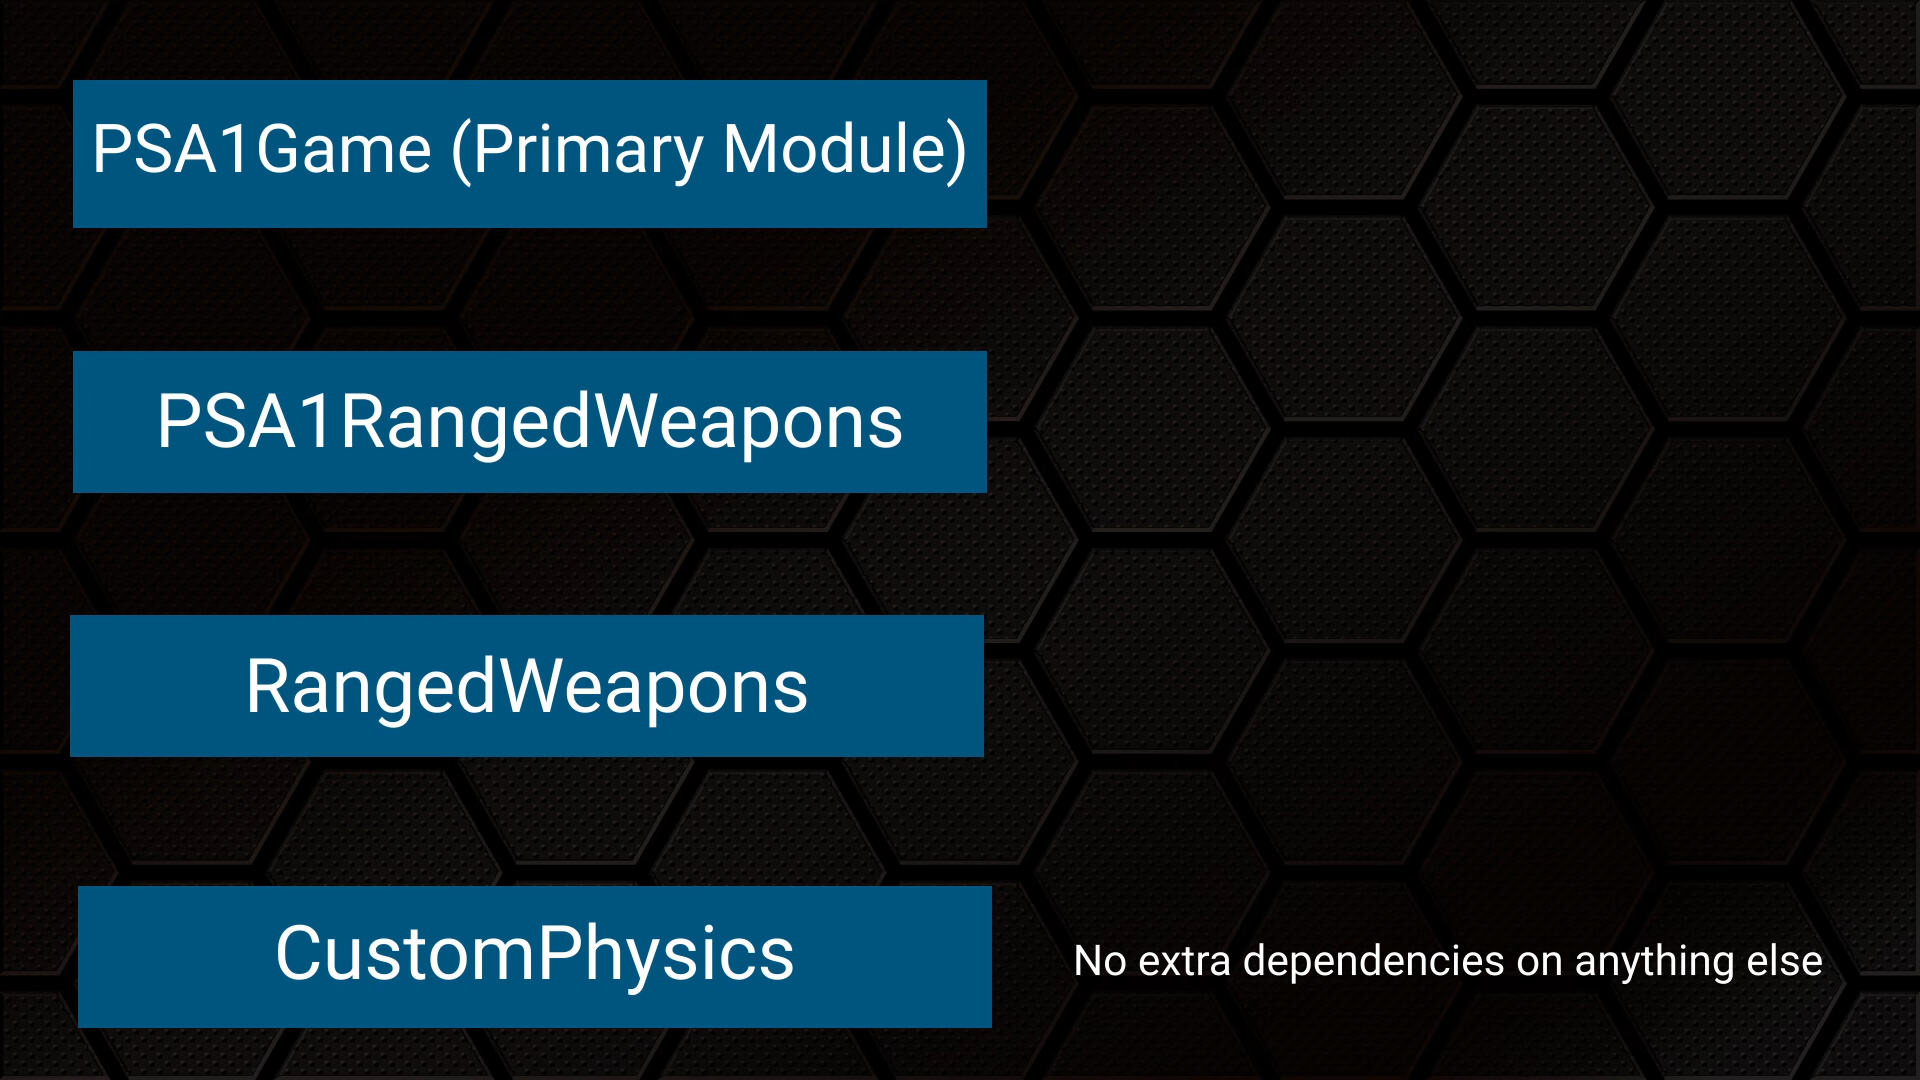 PSA1Game (Primary Module)
PSA1RangedWeapons
RangedWeapons
CustomPhysics
No extra dependencies on anything else